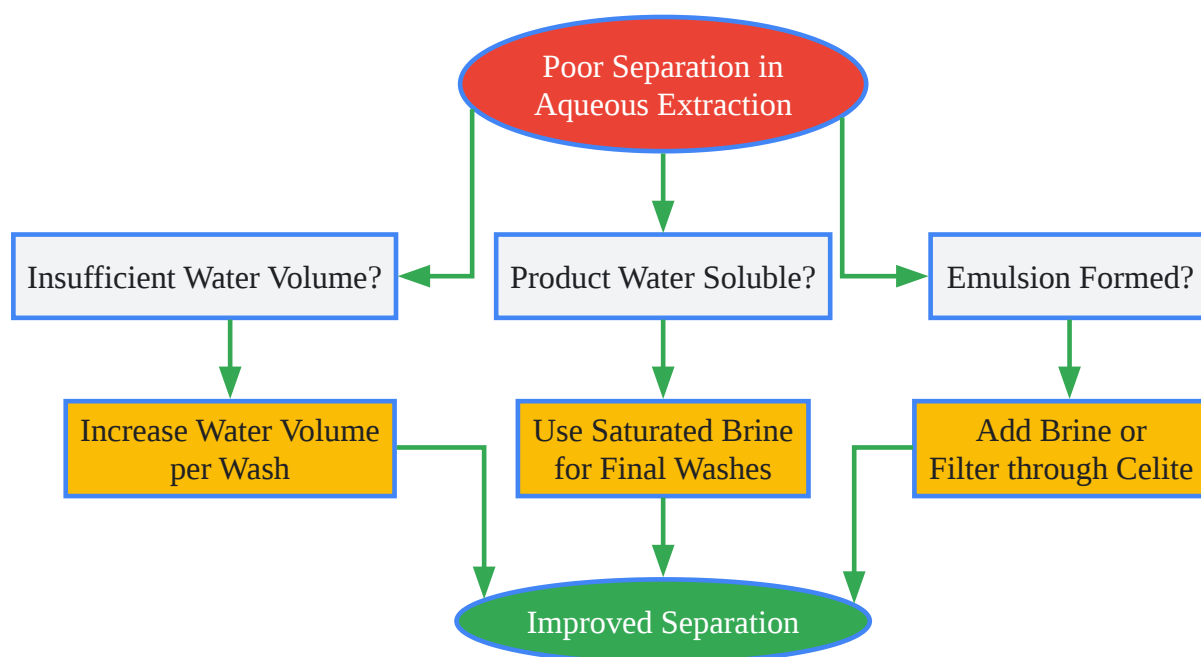 Poor Separation in
Aqueous Extraction
Insufficient Water Volume?
Product Water Soluble?
Emulsion Formed?
Increase Water Volume
per Wash
Use Saturated Brine
for Final Washes
Add Brine or
Filter through Celite
Improved Separation